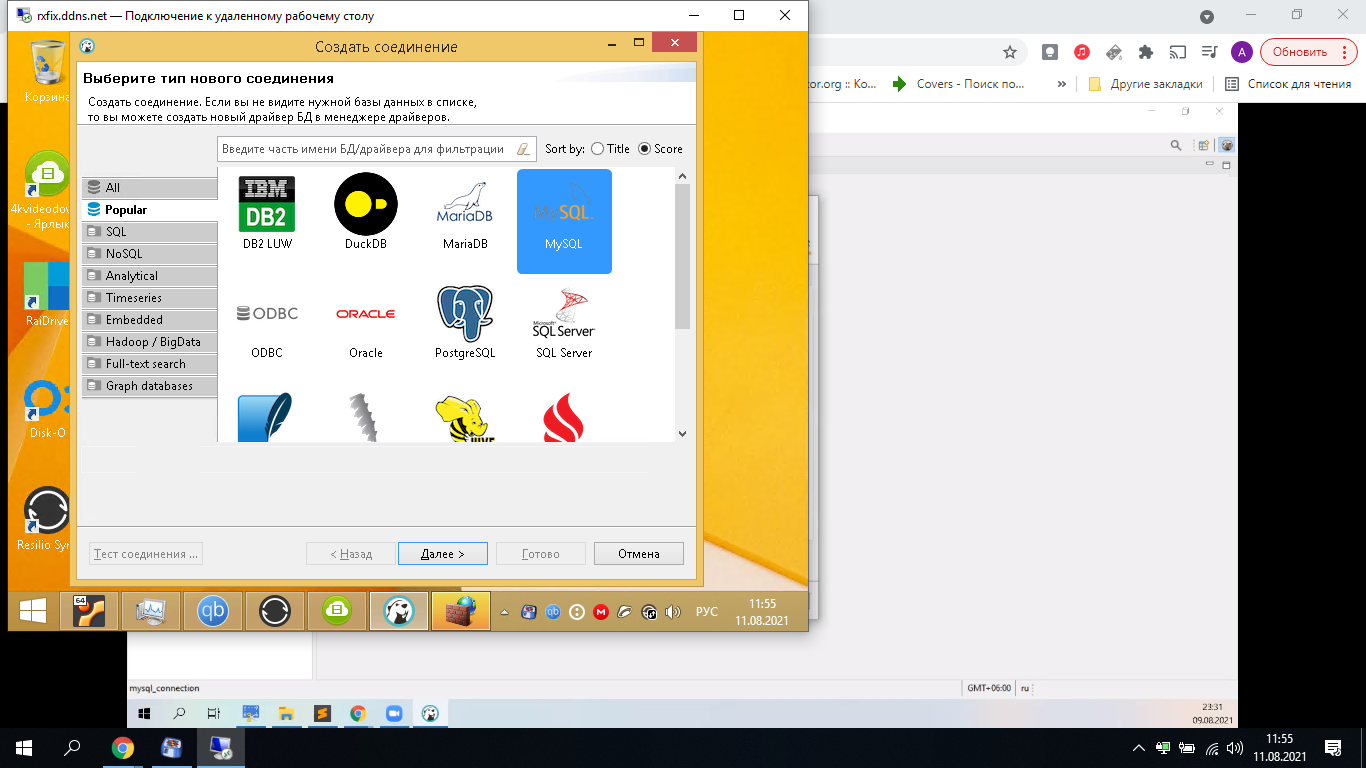 rxfix.ddns.net — Подключение к удаленному рабочему столу
Создать соединение
Выберите тип нового соединения
Создать соединение. Если вы не видите нужной базы данных в списке,
то вы можете создать новый драйвер БД в менеджере драйверов.
Введите часть имени БД/драйвера для фильтрации
Sort by: Title Score
All
Popular
SQL
NoSQL
Analytical
Timeseries
Embedded
Hadoop / BigData
Full-text search
Graph databases
IBM
DB2
MariaDB
MySQL
DB2 LUW DuckDB MariaDB MySQL
ODBC
ORACLE
Microsoft
SQL Server
ODBC Oracle PostgreSQL SQL Server
HIVE
Тест соединения ...
< Назад
Далее >
Готово
Отмена
Корзина
4kvideodow
- Ярлык
RaiDrive
Disk-O
Resilio Syn
64
qb
qb
M
РУС
11:55
11.08.2021
A
Обновить
tor.org :: Ко...
Covers - Поиск по...
»
Другие закладки
Список для чтения
mysql_connection
GMT+06:00
ru
23:31
09.08.2021
11:55
11.08.2021